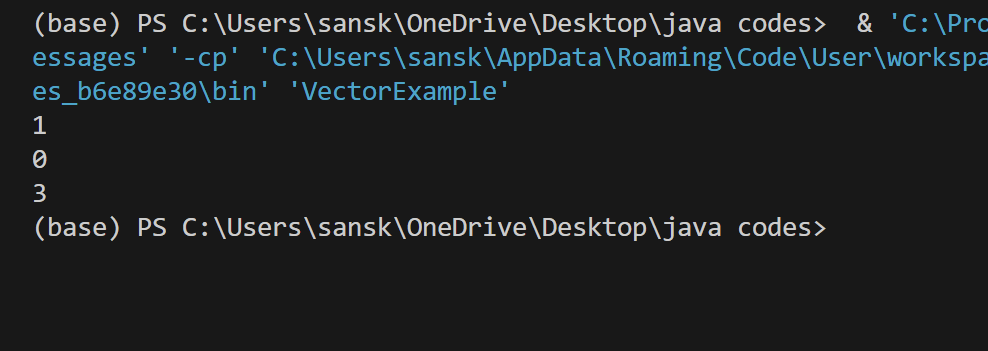 (base) PS C:\Users\sansk\OneDrive\Desktop\java codes>  & 'C:\Pro
essages' '-cp' 'C:\Users\sansk\AppData\Roaming\Code\User\workspa
es_b6e89e30\bin' 'VectorExample'
1
0
3
(base) PS C:\Users\sansk\OneDrive\Desktop\java codes>